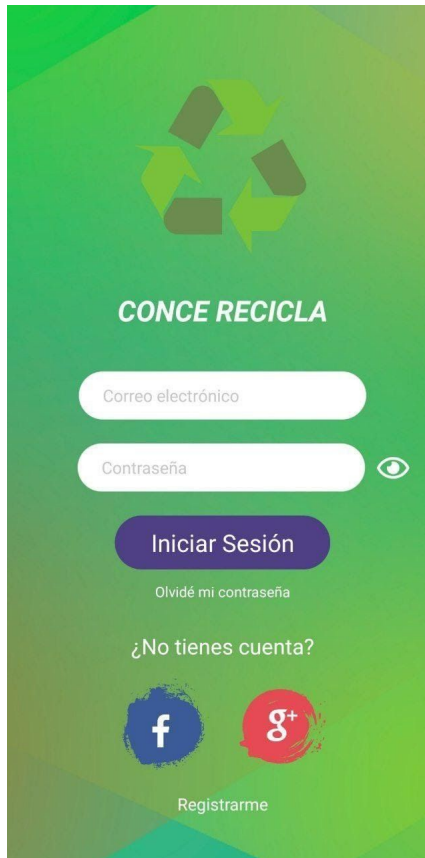 CONCE RECICLA
Correo electrónico
Contraseña
Iniciar Sesión
Olvidé mi contraseña
¿No tienes cuenta?
f
g+
Registrarme